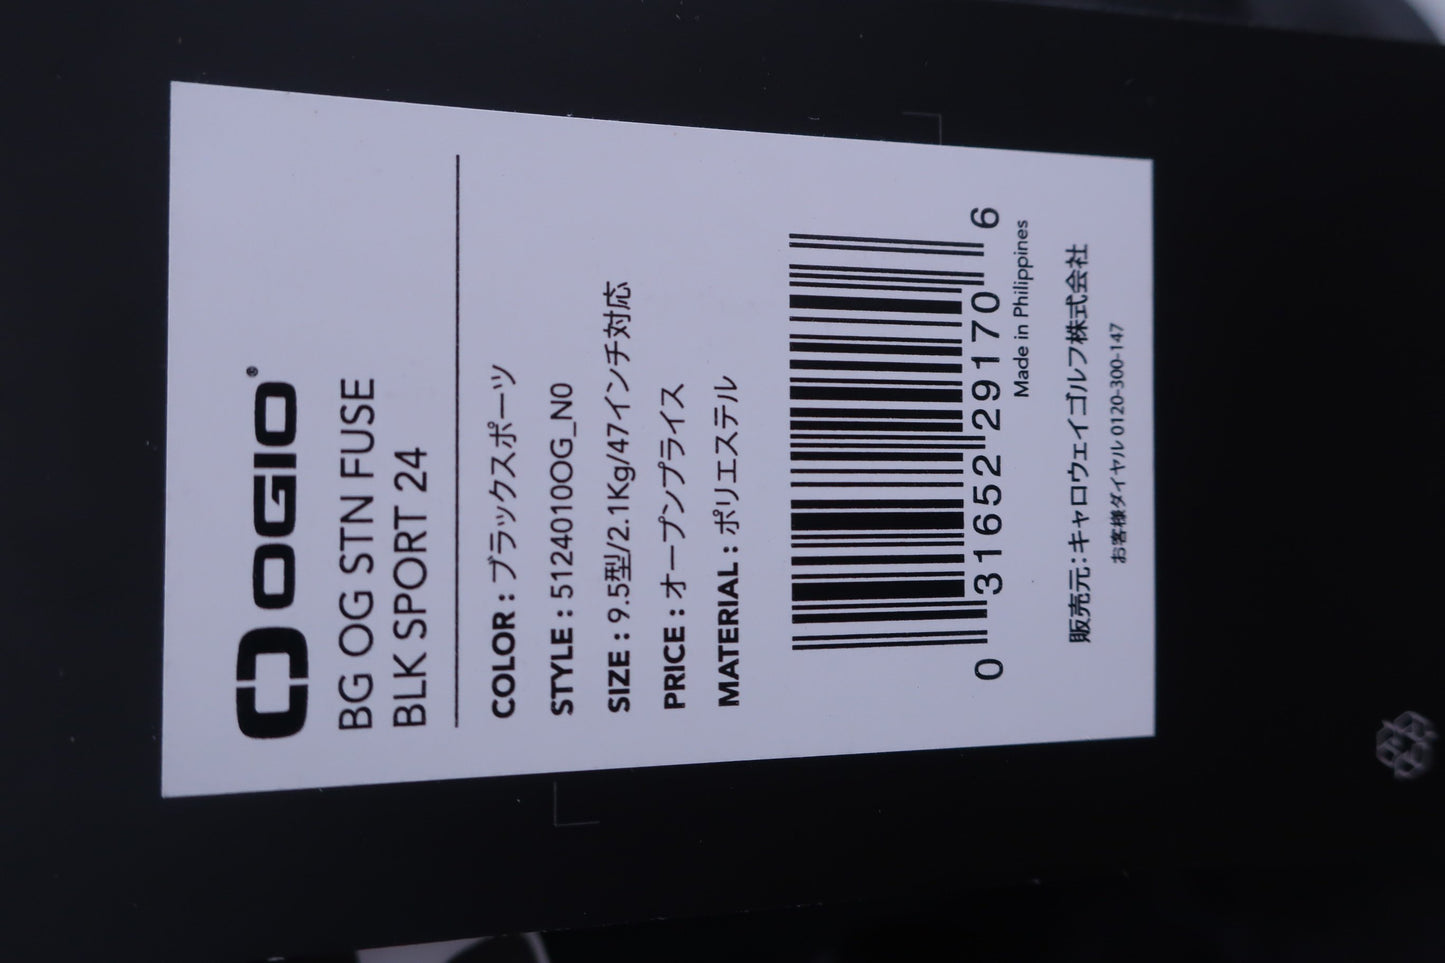 OGIO®
BG OG STN FUSE
BLK SPORT 24
COLOR : ブラックスポーツ
STYLE : 5124010OG_N0
SIZE : 9.5型/2.1Kg/47インチ対応
PRICE : オープンプライス
MATERIAL : ポリエステル
0 31652 29170 6
Made in Philippines
販売元:キャロウェイゴルフ株式会社
お客様ダイヤル 0120-300-147